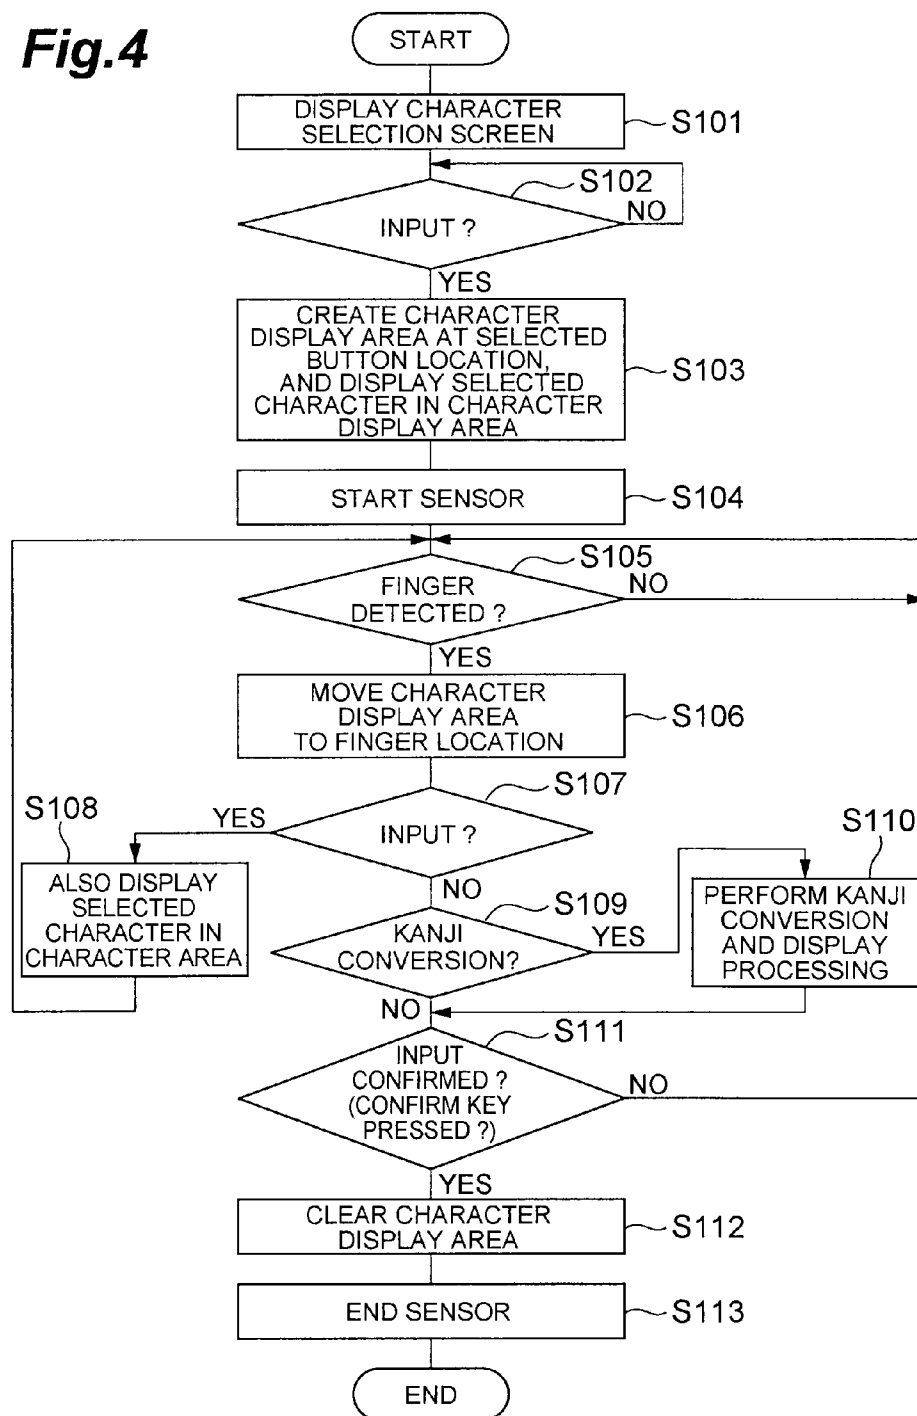 Fig.4
START
DISPLAY CHARACTER
SELECTION SCREEN
S101
S102
INPUT ?
NO
YES
CREATE CHARACTER
DISPLAY AREA AT SELECTED
BUTTON LOCATION,
AND DISPLAY SELECTED
CHARACTER IN CHARACTER
DISPLAY AREA
S103
START SENSOR
S104
S105
FINGER
DETECTED ?
NO
YES
MOVE CHARACTER
DISPLAY AREA
TO FINGER LOCATION
S106
S107
INPUT ?
YES
NO
S108
ALSO DISPLAY
SELECTED
CHARACTER IN
CHARACTER AREA
S109
KANJI
CONVERSION?
YES
NO
S110
PERFORM KANJI
CONVERSION
AND DISPLAY
PROCESSING
S111
INPUT
CONFIRMED ?
(CONFIRM KEY
PRESSED ?)
NO
YES
CLEAR CHARACTER
DISPLAY AREA
S112
END SENSOR
S113
END